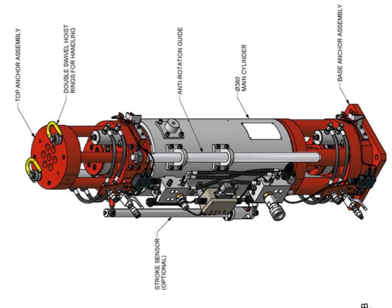 TOP ANCHOR ASSEMBLY
DOUBLE SWIVEL HOIST
RINGS FOR HANDLING
ANTI-ROTATION GUIDE
Ø360
MAIN CYLINDER
BASE ANCHOR ASSEMBLY
STROKE SENSOR
(OPTIONAL)
B